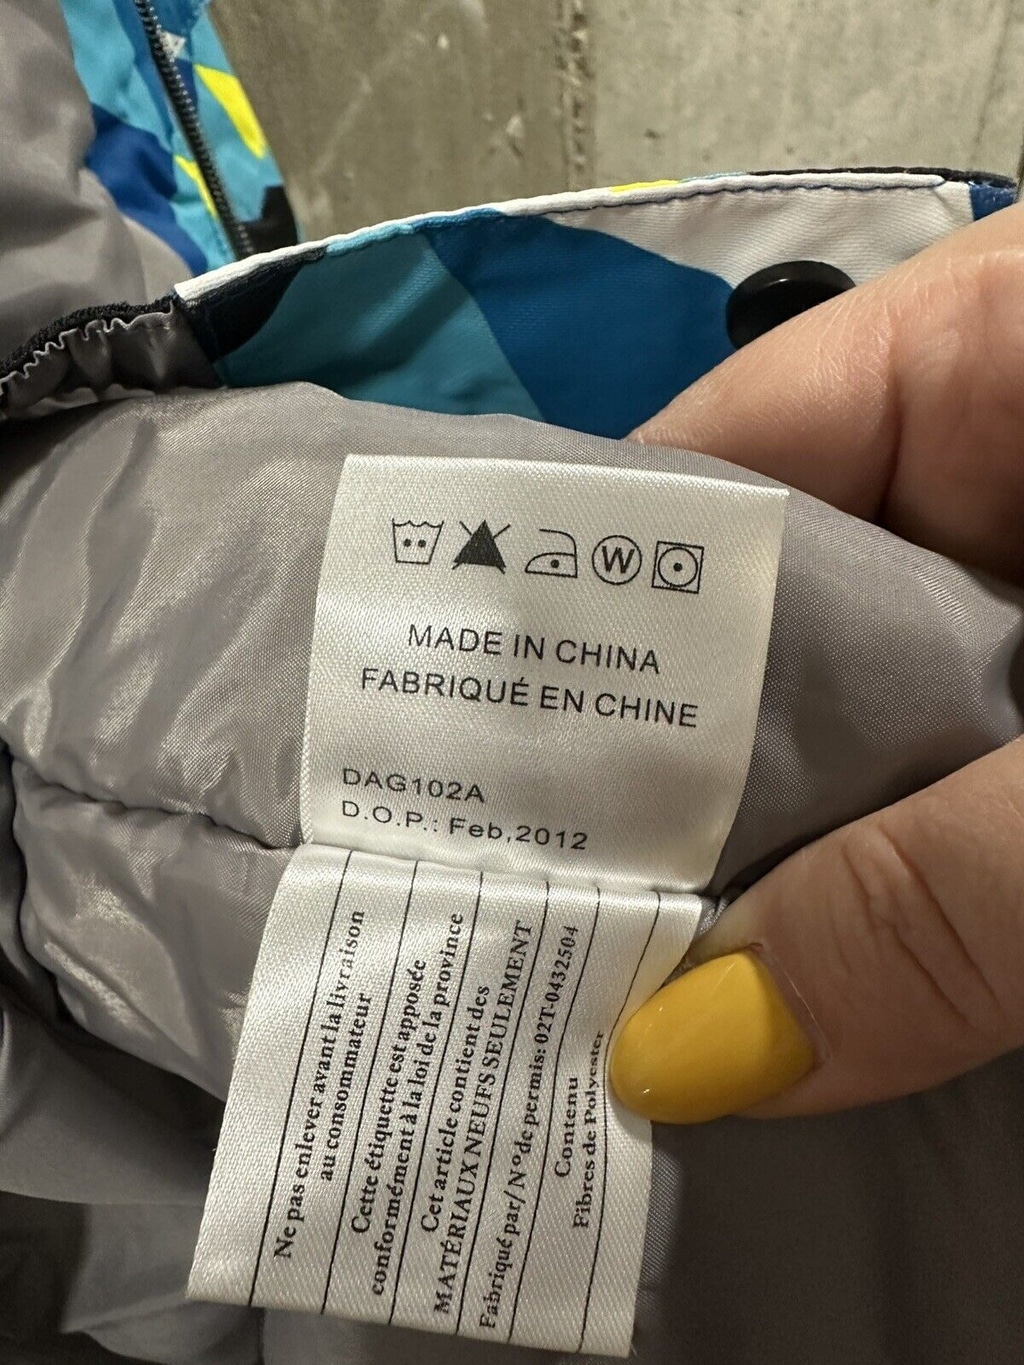 W
MADE IN CHINA
FABRIQUÉ EN CHINE
DAG102A
D.O.P.: Feb,2012
Ne pas enlever avant la livraison
au consommateur
Cette étiquette est apposée
conformément à la loi de la province
Cet article contient des
MATÉRIAUX NEUFS SEULEMENT
Fabriqué par/ N° de permis: 02T-0432504
Contenu
Fibres de Polyester